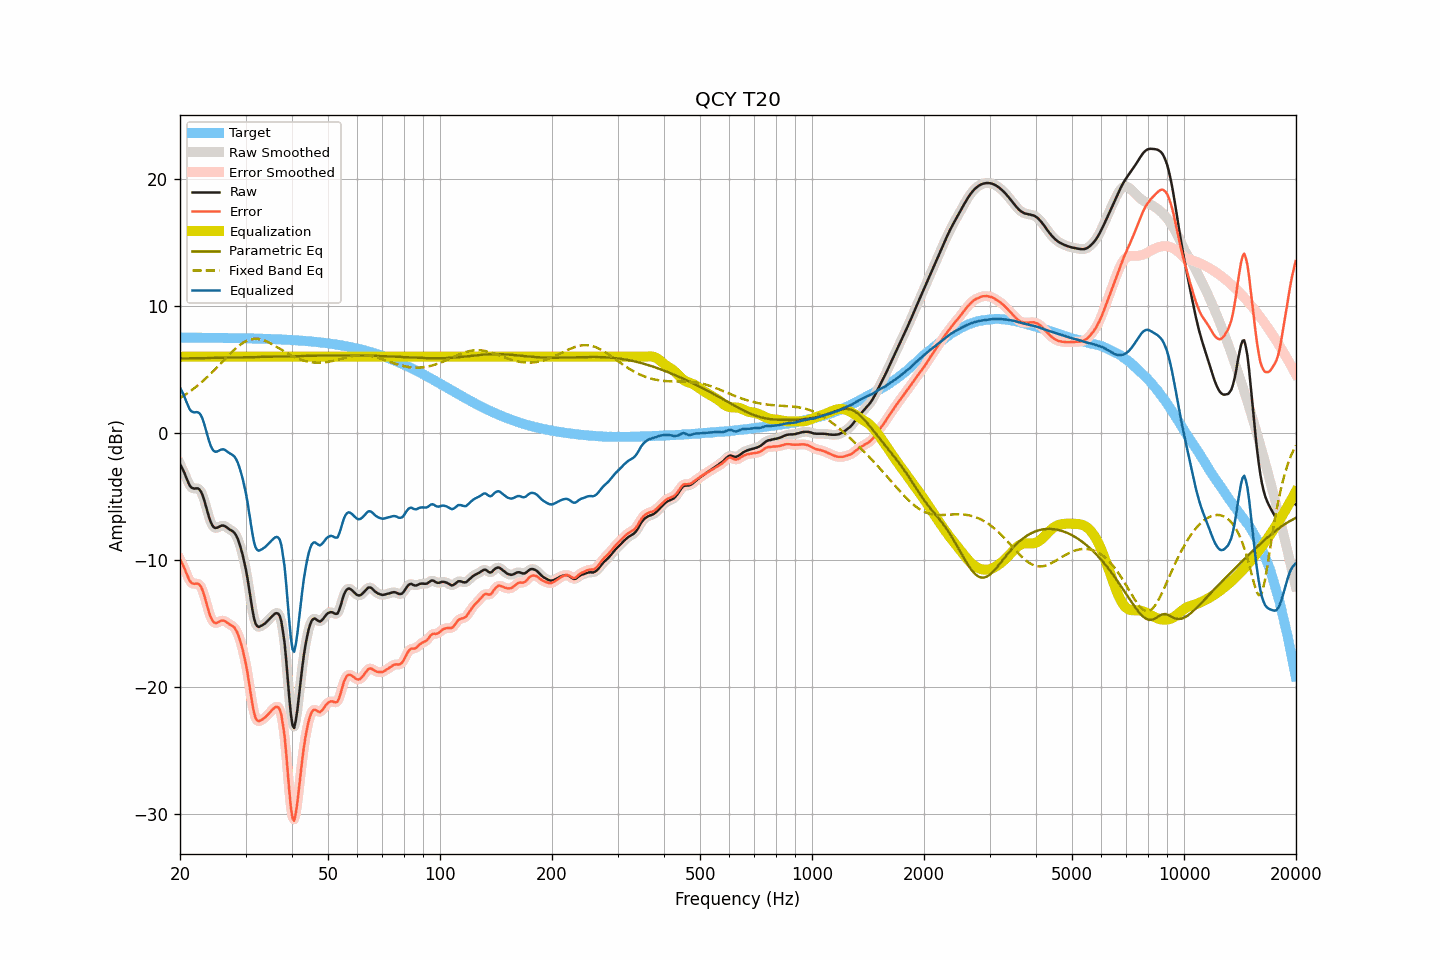 QCY T20
Target
Raw Smoothed
Error Smoothed
Raw
Error
Equalization
Parametric Eq
Fixed Band Eq
Equalized
Amplitude (dBr)
20
10
0
−10
−20
−30
20 50 100 200 500 1000 2000 5000 10000 20000
Frequency (Hz)